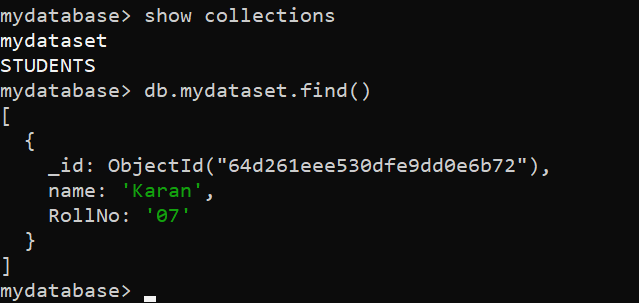 mydatabase> show collections
mydataset
STUDENTS
mydatabase> db.mydataset.find()
[
  {
    _id: ObjectId("64d261eee530dfe9dd0e6b72"),
    name: 'Karan',
    RollNo: '07'
  }
]
mydatabase>